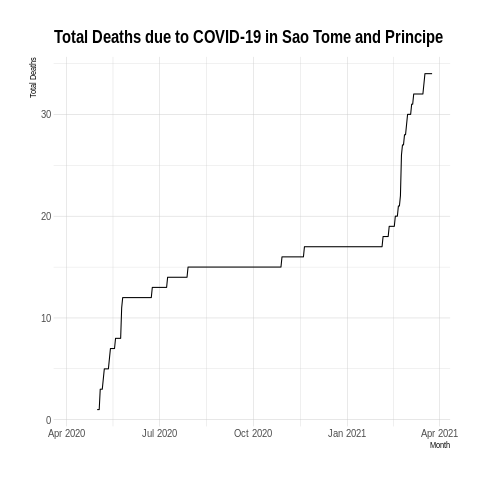 Total Deaths due to COVID-19 in Sao Tome and Principe
Total Deaths
30
20
10
0
Apr 2020
Jul 2020
Oct 2020
Jan 2021
Apr 2021
Month